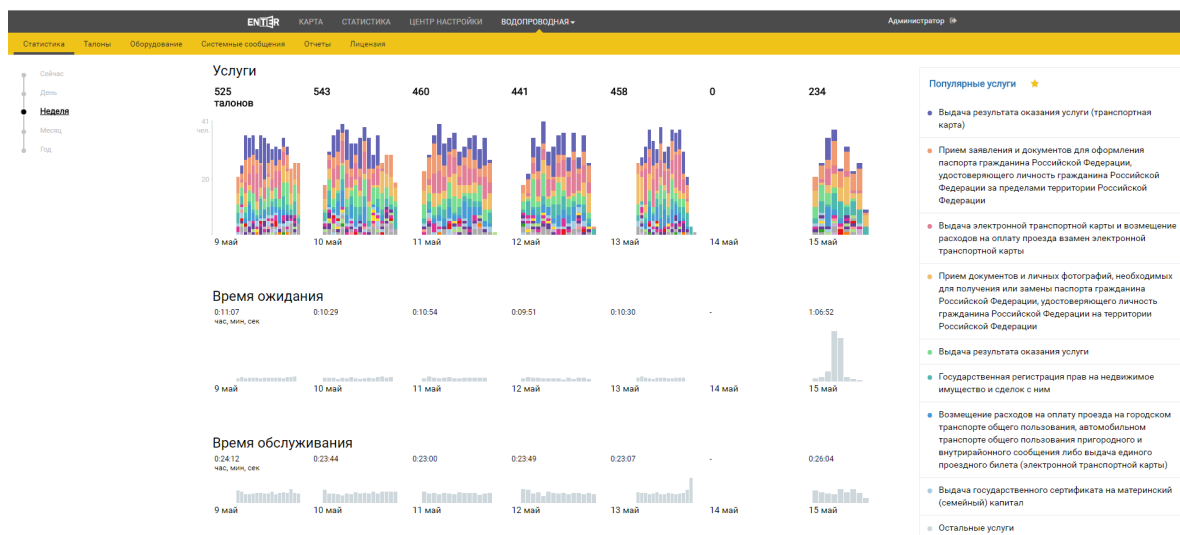 ENTER КАРТА СТАТИСТИКА ЦЕНТР НАСТРОЙКИ ВОДОПРОВОДНАЯ Администратор
Статистика Талоны Оборудование Системные сообщения Отчеты Лицензия
Сейчас
День
Неделя
Месяц
Год
Услуги
525 543 460 441 458 0 234
талонов
41
чел.
20
9 май 10 май 11 май 12 май 13 май 14 май 15 май
Время ожидания
0:11:07 0:10:29 0:10:54 0:09:51 0:10:30 - 1:06:52
час, мин, сек
9 май 10 май 11 май 12 май 13 май 14 май 15 май
Время обслуживания
0:24:12 0:23:44 0:23:00 0:23:49 0:23:07 - 0:26:04
час, мин, сек
9 май 10 май 11 май 12 май 13 май 14 май 15 май
Популярные услуги
Выдача результата оказания услуги (транспортная
карта)
Прием заявления и документов для оформления
паспорта гражданина Российской Федерации,
удостоверяющего личность гражданина Российской
Федерации за пределами территории Российской
Федерации
Выдача электронной транспортной карты и возмещение
расходов на оплату проезда взамен электронной
транспортной карты
Прием документов и личных фотографий, необходимых
для получения или замены паспорта гражданина
Российской Федерации, удостоверяющего личность
гражданина Российской Федерации на территории
Российской Федерации
Выдача результата оказания услуги
Государственная регистрация прав на недвижимое
имущество и сделок с ним
Возмещение расходов на оплату проезда на городском
транспорте общего пользования, автомобильном
транспорте общего пользования пригородного и
внутрирайонного сообщения либо выдача единого
проездного билета (электронной транспортной карты)
Выдача государственного сертификата на материнский
(семейный) капитал
Остальные услуги